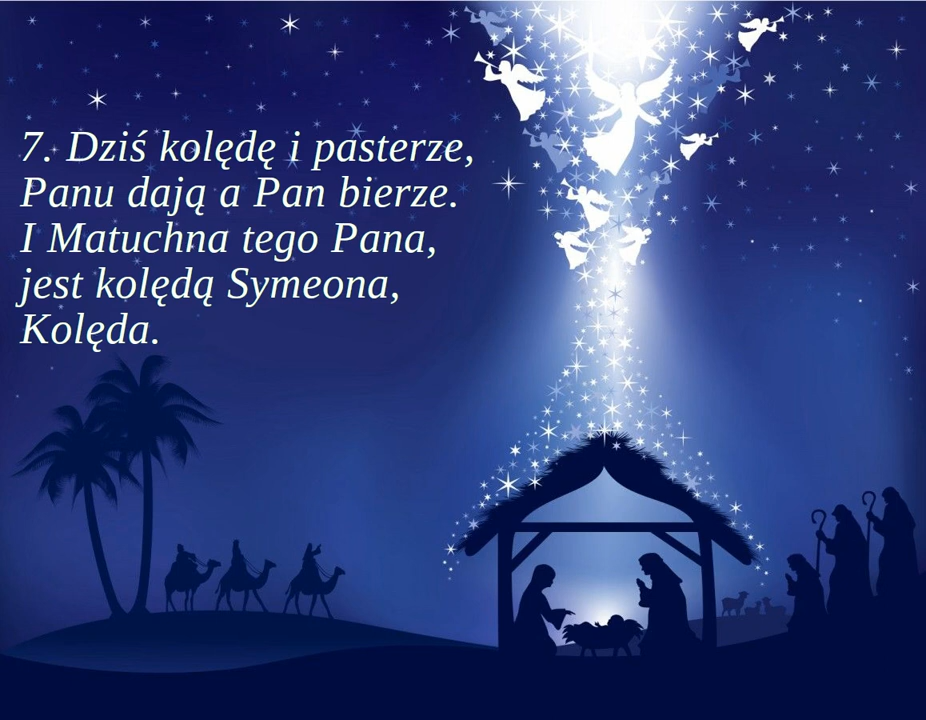 7. Dziś kolędę i pasterze,
Panu dają a Pan bierze.
I Matuchna tego Pana,
jest kolędą Symeona,
Kolęda.